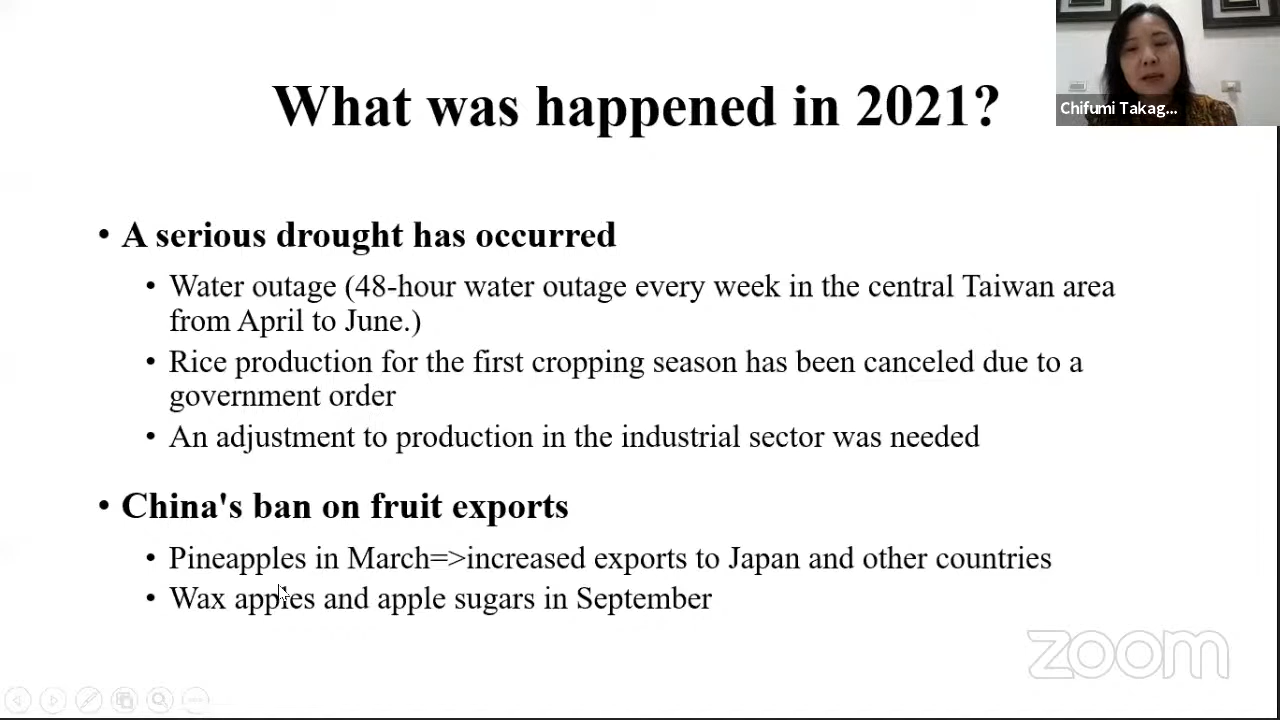 What was happened in 2021?
Chifumi Takag...
• A serious drought has occurred
• Water outage (48-hour water outage every week in the central Taiwan area
from April to June.)
• Rice production for the first cropping season has been canceled due to a
government order
• An adjustment to production in the industrial sector was needed
• China's ban on fruit exports
• Pineapples in March=>increased exports to Japan and other countries
• Wax apples and apple sugars in September
zoom